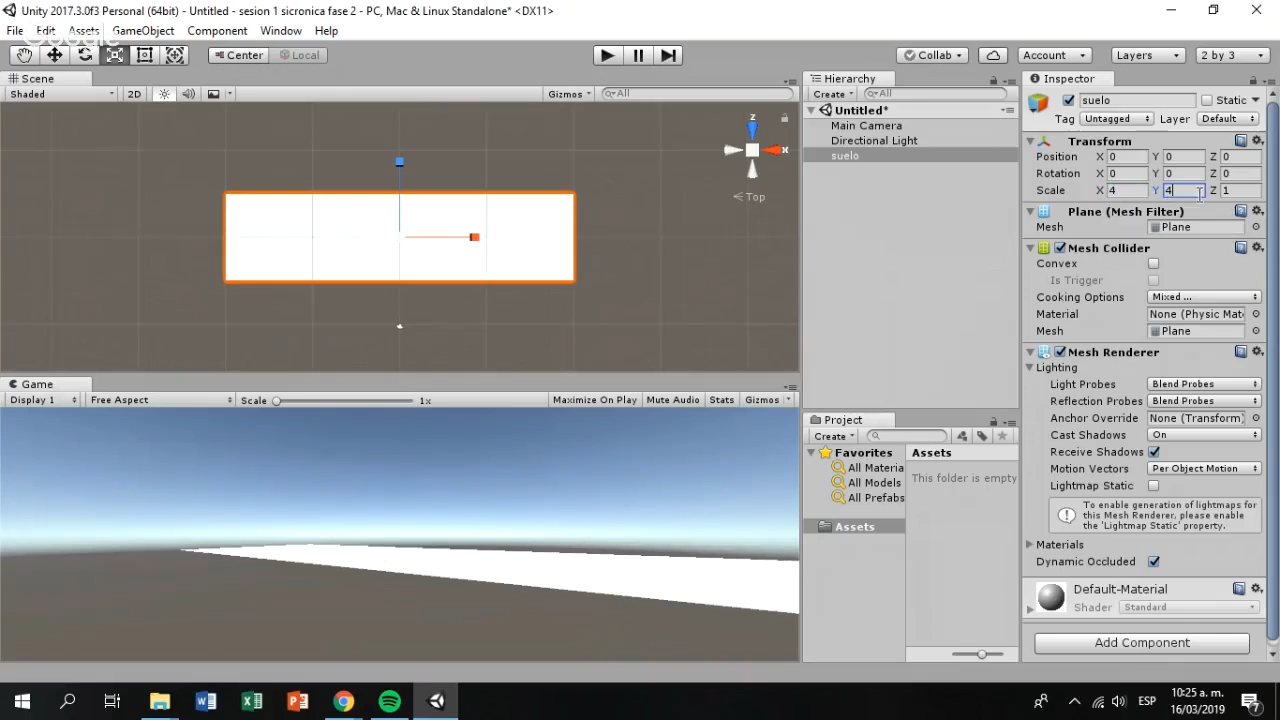 Unity 2017.3.0f3 Personal (64bit) - Untitled - sesion 1 sicronica fase 2 - PC, Mac & Linux Standalone* <DX11>
File Edit Assets GameObject Component Window Help
Google
Center Local Collab Account Layers 2 by 3
Scene
Shaded 2D Gizmos All
z
x
Top
Game
Display 1 Free Aspect Scale 1x Maximize On Play Mute Audio Stats Gizmos
Hierarchy
Create All
Untitled*
Main Camera
Directional Light
suelo
Project
Create
Favorites
All Materia
All Models
All Prefabs
Assets
Assets
This folder is empty
Inspector
suelo Static
Tag Untagged Layer Default
Transform
Position X 0 Y 0 Z 0
Rotation X 0 Y 0 Z 0
Scale X 4 Y 4 Z 1
Plane (Mesh Filter)
Mesh Plane
Mesh Collider
Convex
Is Trigger
Cooking Options Mixed ...
Material None (Physic Mate
Mesh Plane
Mesh Renderer
Lighting
Light Probes Blend Probes
Reflection Probes Blend Probes
Anchor Override None (Transform)
Cast Shadows On
Receive Shadows
Motion Vectors Per Object Motion
Lightmap Static
To enable generation of lightmaps for
this Mesh Renderer, please enable
the 'Lightmap Static' property.
Materials
Dynamic Occluded
Default-Material
Shader Standard
Add Component
ESP
10:25 a. m.
16/03/2019
7